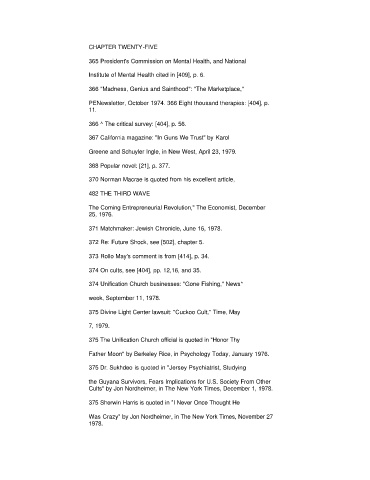 CHAPTER TWENTY-FIVE
365 President's Commission on Mental Health, and National
Institute of Mental Health cited in [409], p. 6.
366 "Madness, Genius and Sainthood": "The Marketplace,"
PENewsletter, October 1974. 366 Eight thousand therapies: [404], p.
11.
366 ^ The critical survey: [404], p. 56.
367 California magazine: "In Guns We Trust" by Karol
Greene and Schuyler Ingle, in New West, April 23, 1979.
368 Popular novel: [21], p. 377.
370 Norman Macrae is quoted from his excellent article.
482 THE THIRD WAVE
The Coming Entrepreneurial Revolution," The Economist, December
25, 1976.
371 Matchmaker: Jewish Chronicle, June 16, 1978.
372 Re: Future Shock, see [502], chapter 5.
373 Rollo May's comment is from [414], p. 34.
374 On cults, see [404], pp. 12,16, and 35.
374 Unification Church businesses: "Gone Fishing," News"
week, September 11, 1978.
375 Divine Light Center lawsuit: "Cuckoo Cult," Time, May
7, 1979.
375 The Unification Church official is quoted in "Honor Thy
Father Moon" by Berkeley Rice, in Psychology Today, January 1976.
375 Dr. Sukhdeo is quoted in "Jersey Psychiatrist, Studying
the Guyana Survivors, Fears Implications for U.S. Society From Other
Cults" by Jon Nordheimer, in The New York Times, December 1, 1978.
375 Sherwin Harris is quoted in "I Never Once Thought He
Was Crazy" by Jon Nordheimer, in The New York Times, November 27
1978.